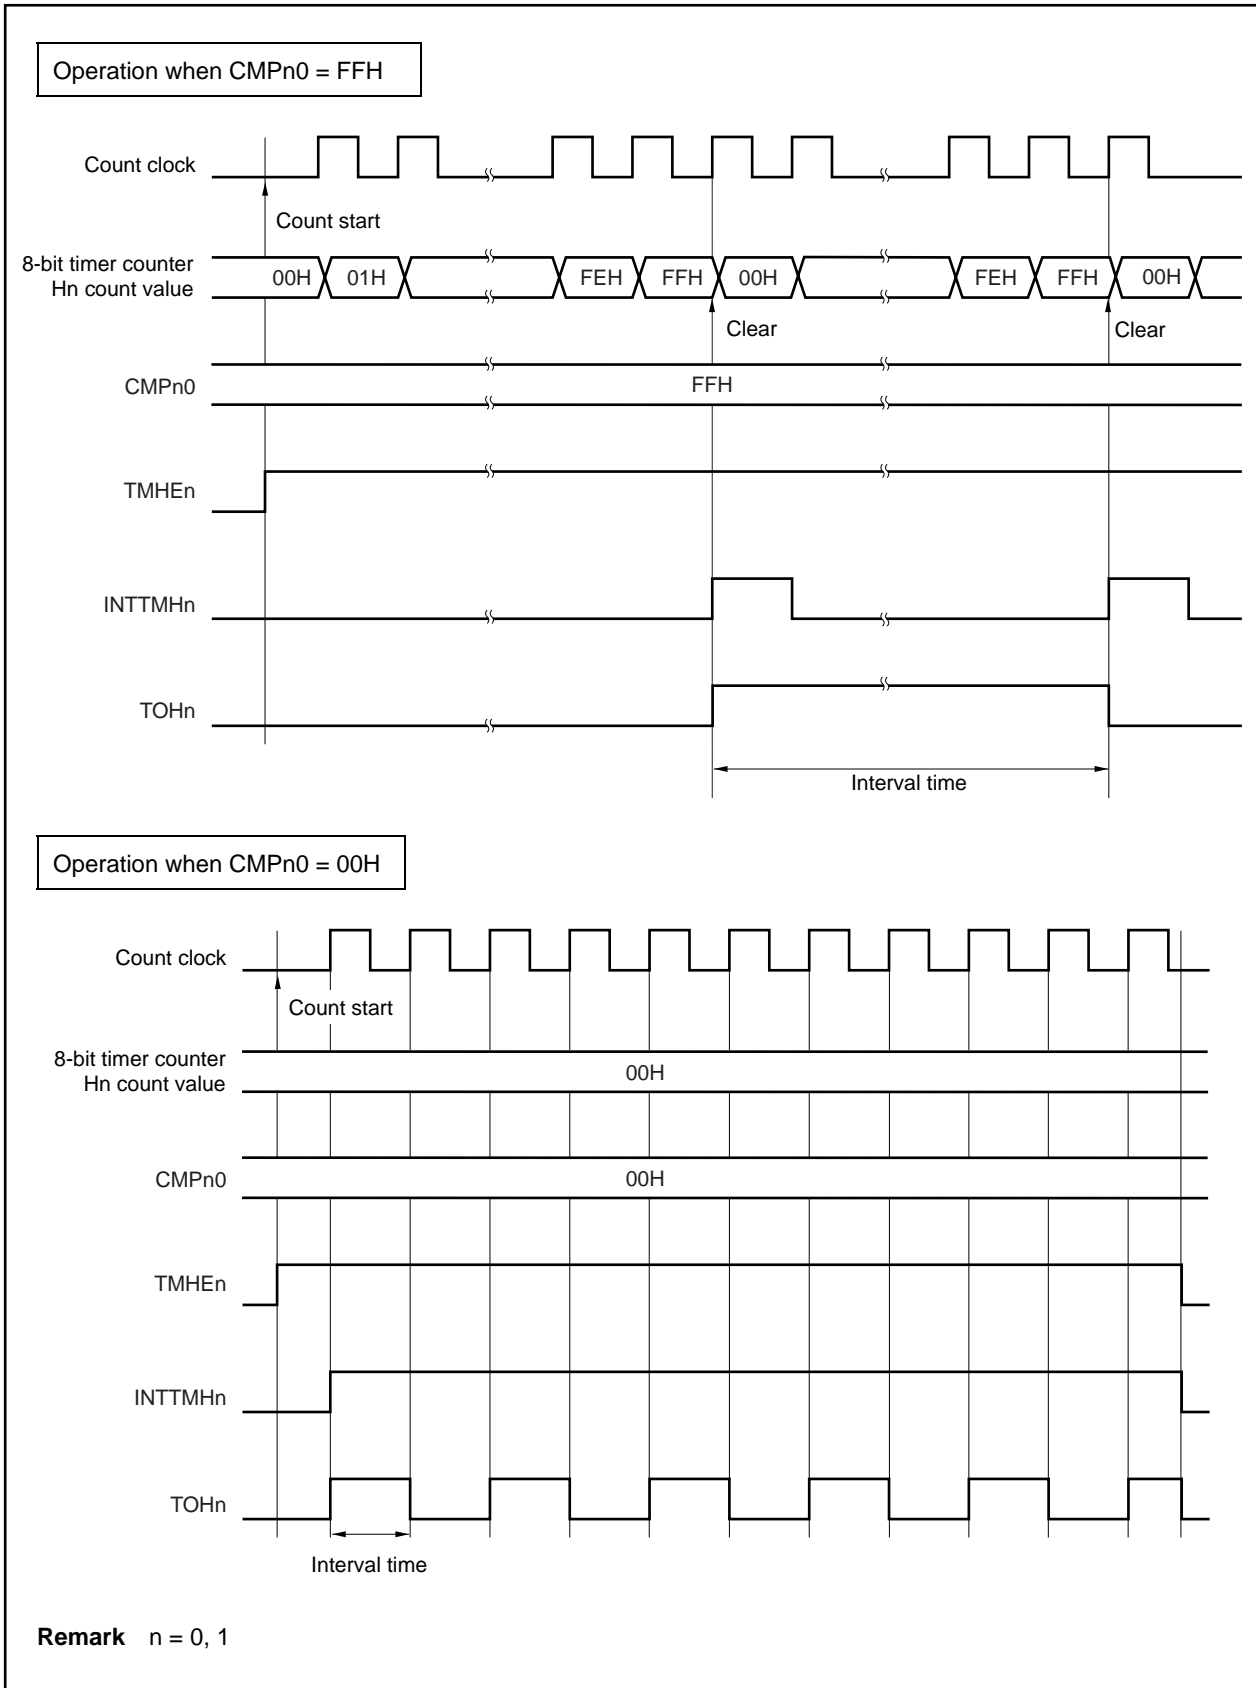 Operation when CMPn0 = FFH
Count clock
Count start
8-bit timer counter
Hn count value
00H 01H FEH FFH 00H FEH FFH 00H
Clear Clear
CMPn0 FFH
TMHEn
INTTMHn
TOHn
Interval time
Operation when CMPn0 = 00H
Count clock
Count start
8-bit timer counter
Hn count value
00H
CMPn0 00H
TMHEn
INTTMHn
TOHn
Interval time
Remark n = 0, 1